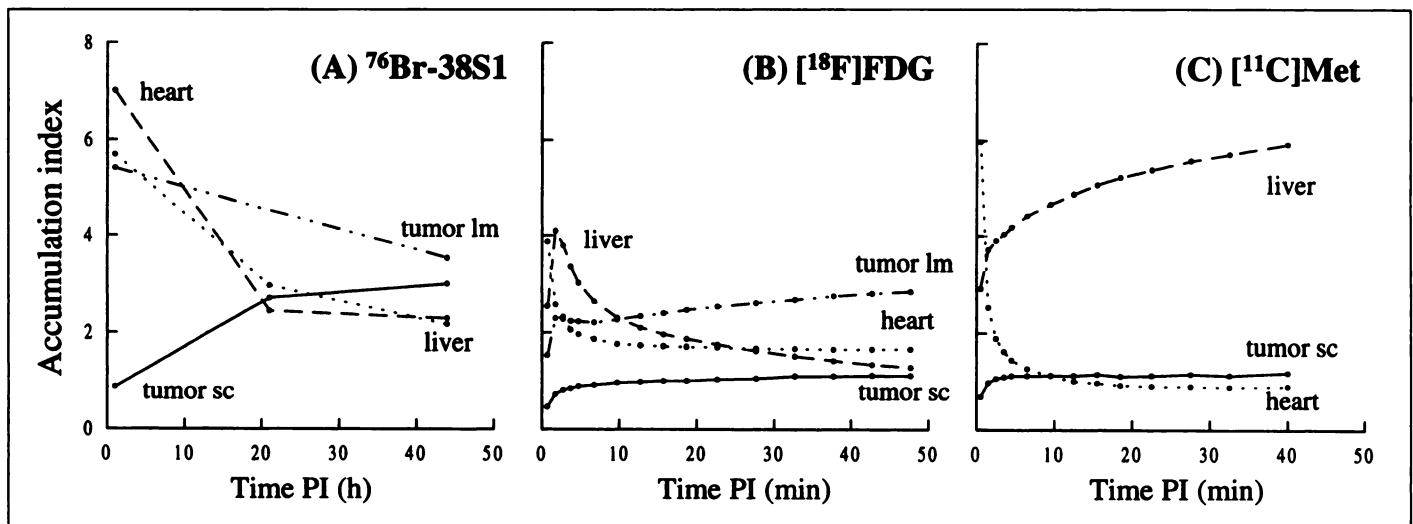 (A) ⁷⁶Br-38S1
Accumulation index
8
6
4
2
0
heart
tumor lm
liver
tumor sc
0 10 20 30 40 50
Time PI (h)
(B) [¹⁸F]FDG
liver
tumor lm
heart
tumor sc
0 10 20 30 40 50
Time PI (min)
(C) [¹¹C]Met
liver
tumor sc
heart
0 10 20 30 40 50
Time PI (min)